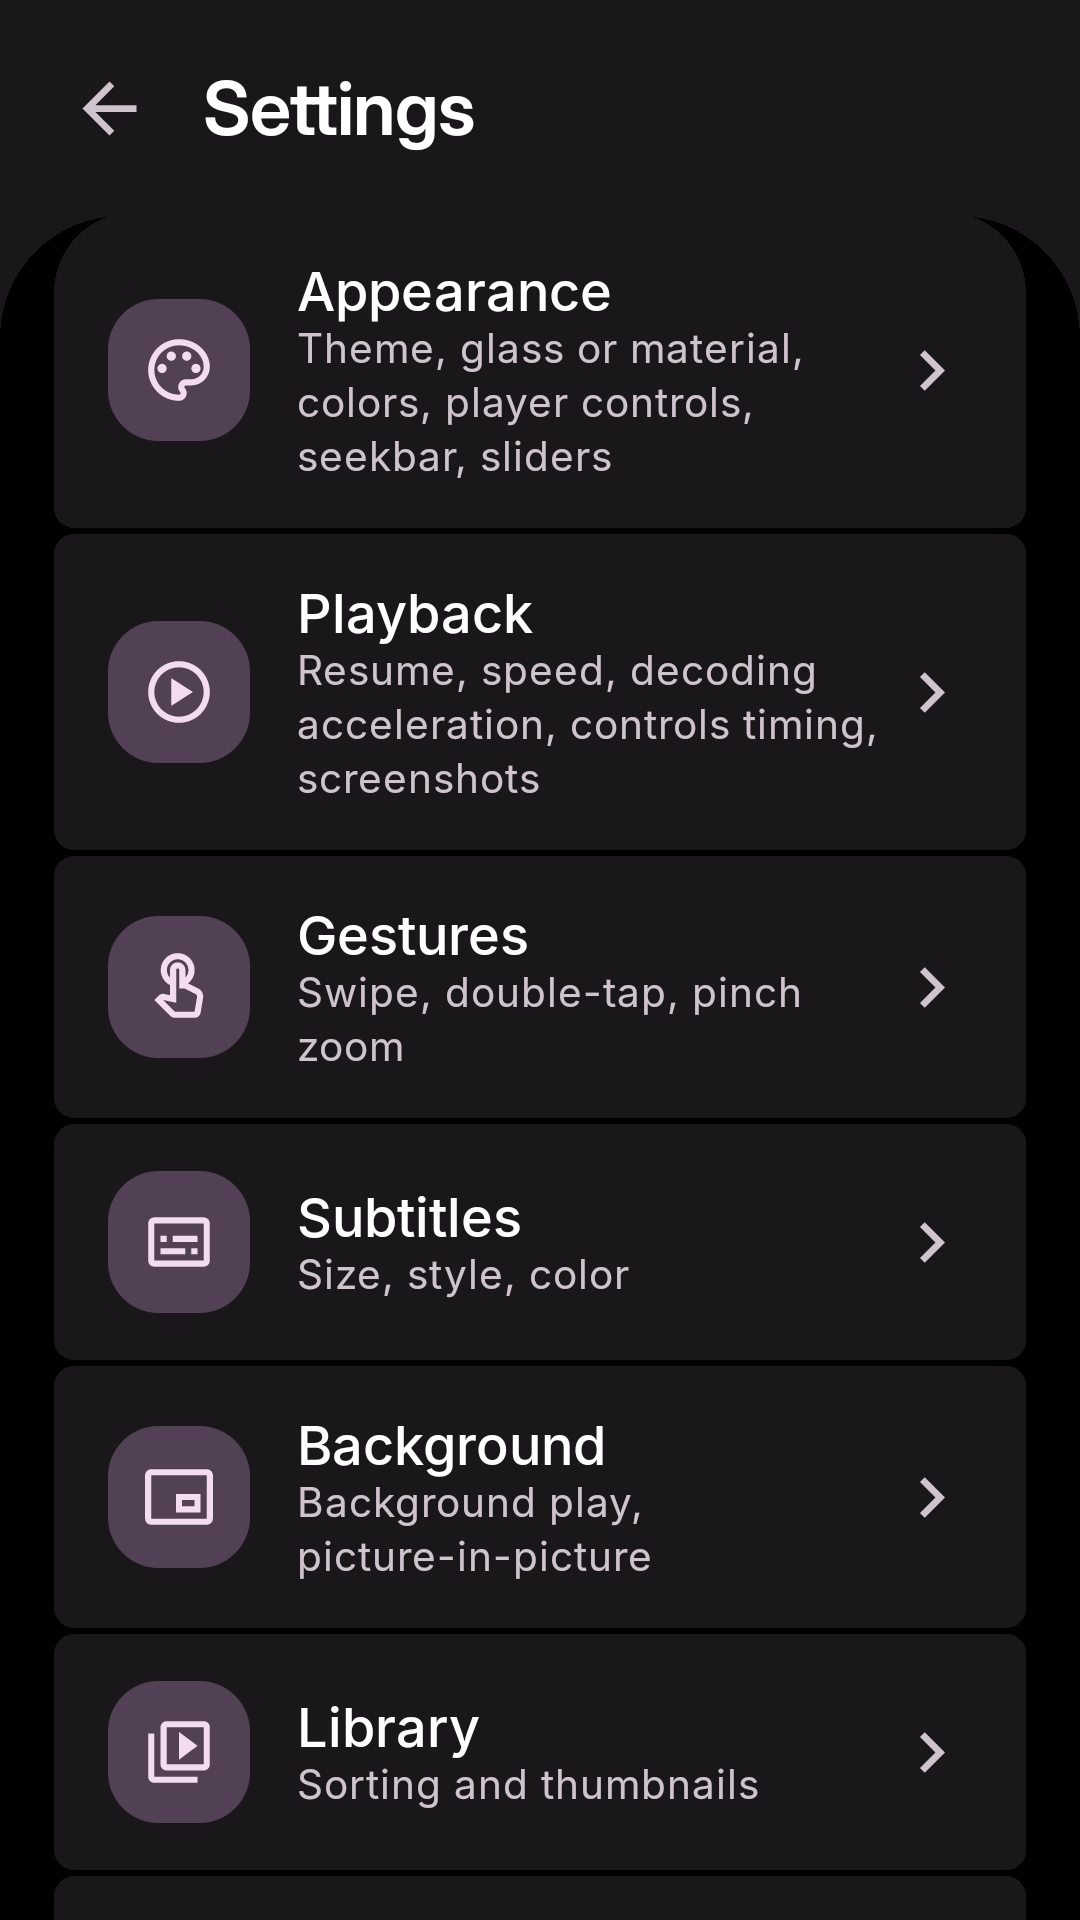 Settings
Appearance
Theme, glass or material,
colors, player controls,
seekbar, sliders
Playback
Resume, speed, decoding
acceleration, controls timing,
screenshots
Gestures
Swipe, double-tap, pinch
zoom
Subtitles
Size, style, color
Background
Background play,
picture-in-picture
Library
Sorting and thumbnails